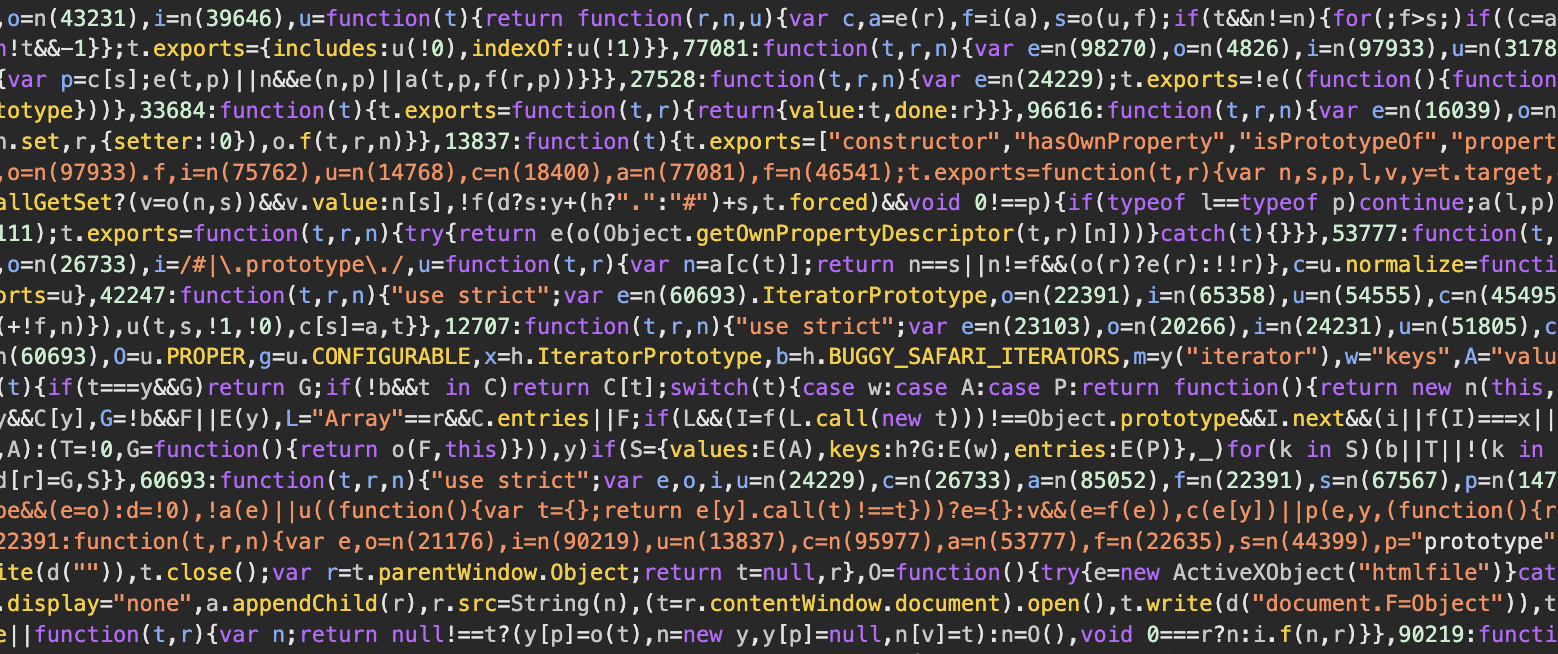 ,o=n(43231),i=n(39646),u=function(t){return function(r,n,u){var c,a=e(r),f=i(a),s=o(u,f);if(t&&n!=n){for(;f>s;)if((c=a
n!t&&-1}};t.exports={includes:u(!0),indexOf:u(!1)}},77081:function(t,r,n){var e=n(98270),o=n(4826),i=n(97933),u=n(3178
{var p=c[s];e(t,p)||n&&e(n,p)||a(t,p,f(r,p))}}},27528:function(t,r,n){var e=n(24229);t.exports=!e((function(){function
totype}))},33684:function(t){t.exports=function(t,r){return{value:t,done:r}}},96616:function(t,r,n){var e=n(16039),o=n
n.set,r,{setter:!0}),o.f(t,r,n)}},13837:function(t){t.exports=["constructor","hasOwnProperty","isPrototypeOf","propert
,o=n(97933).f,i=n(75762),u=n(14768),c=n(18400),a=n(77081),f=n(46541);t.exports=function(t,r){var n,s,p,l,v,y=t.target,
allGetSet?(v=o(n,s))&&v.value:n[s],!f(d?s:y+(h?".":"#")+s,t.forced)&&void 0!==p){if(typeof l==typeof p)continue;a(l,p)
111);t.exports=function(t,r,n){try{return e(o(Object.getOwnPropertyDescriptor(t,r)[n]))}catch(t){}}},53777:function(t,
,o=n(26733),i=/#|\.prototype\./,u=function(t,r){var n=a[c(t)];return n==s||n!=f&&(o(r)?e(r):!!r)},c=u.normalize=functi
orts=u},42247:function(t,r,n){"use strict";var e=n(60693).IteratorPrototype,o=n(22391),i=n(65358),u=n(54555),c=n(45495
(+!f,n)}),u(t,s,!1,!0),c[s]=a,t}},12707:function(t,r,n){"use strict";var e=n(23103),o=n(20266),i=n(24231),u=n(51805),c
n(60693),O=u.PROPER,g=u.CONFIGURABLE,x=h.IteratorPrototype,b=h.BUGGY_SAFARI_ITERATORS,m=y("iterator"),w="keys",A="valu
(t){if(t===y&&G)return G;if(!b&&t in C)return C[t];switch(t){case w:case A:case P:return function(){return new n(this,
y&&C[y],G=!b&&F||E(y),L="Array"==r&&C.entries||F;if(L&&(I=f(L.call(new t)))!==Object.prototype&&I.next&&(i||f(I)===x||
,A):(T=!0,G=function(){return o(F,this)})),y)if(S={values:E(A),keys:h?G:E(w),entries:E(P)},_)for(k in S)(b||T||!(k in
d[r]=G,S}},60693:function(t,r,n){"use strict";var e,o,i,u=n(24229),c=n(26733),a=n(85052),f=n(22391),s=n(67567),p=n(147
pe&&(e=o):d=!0),!a(e)||u((function(){var t={};return e[y].call(t)!==t}))?e={}:v&&(e=f(e)),c(e[y])||p(e,y,(function(){r
22391:function(t,r,n){var e,o=n(21176),i=n(90219),u=n(13837),c=n(95977),a=n(53777),f=n(22635),s=n(44399),p="prototype"
ite(d("")),t.close();var r=t.parentWindow.Object;return t=null,r},O=function(){try{e=new ActiveXObject("htmlfile")}cat
.display="none",a.appendChild(r),r.src=String(n),(t=r.contentWindow.document).open(),t.write(d("document.F=Object")),t
e||function(t,r){var n;return null!==t?(y[p]=o(t),n=new y,y[p]=null,n[v]=t):n=O(),void 0===r?n:i.f(n,r)}},90219:functi